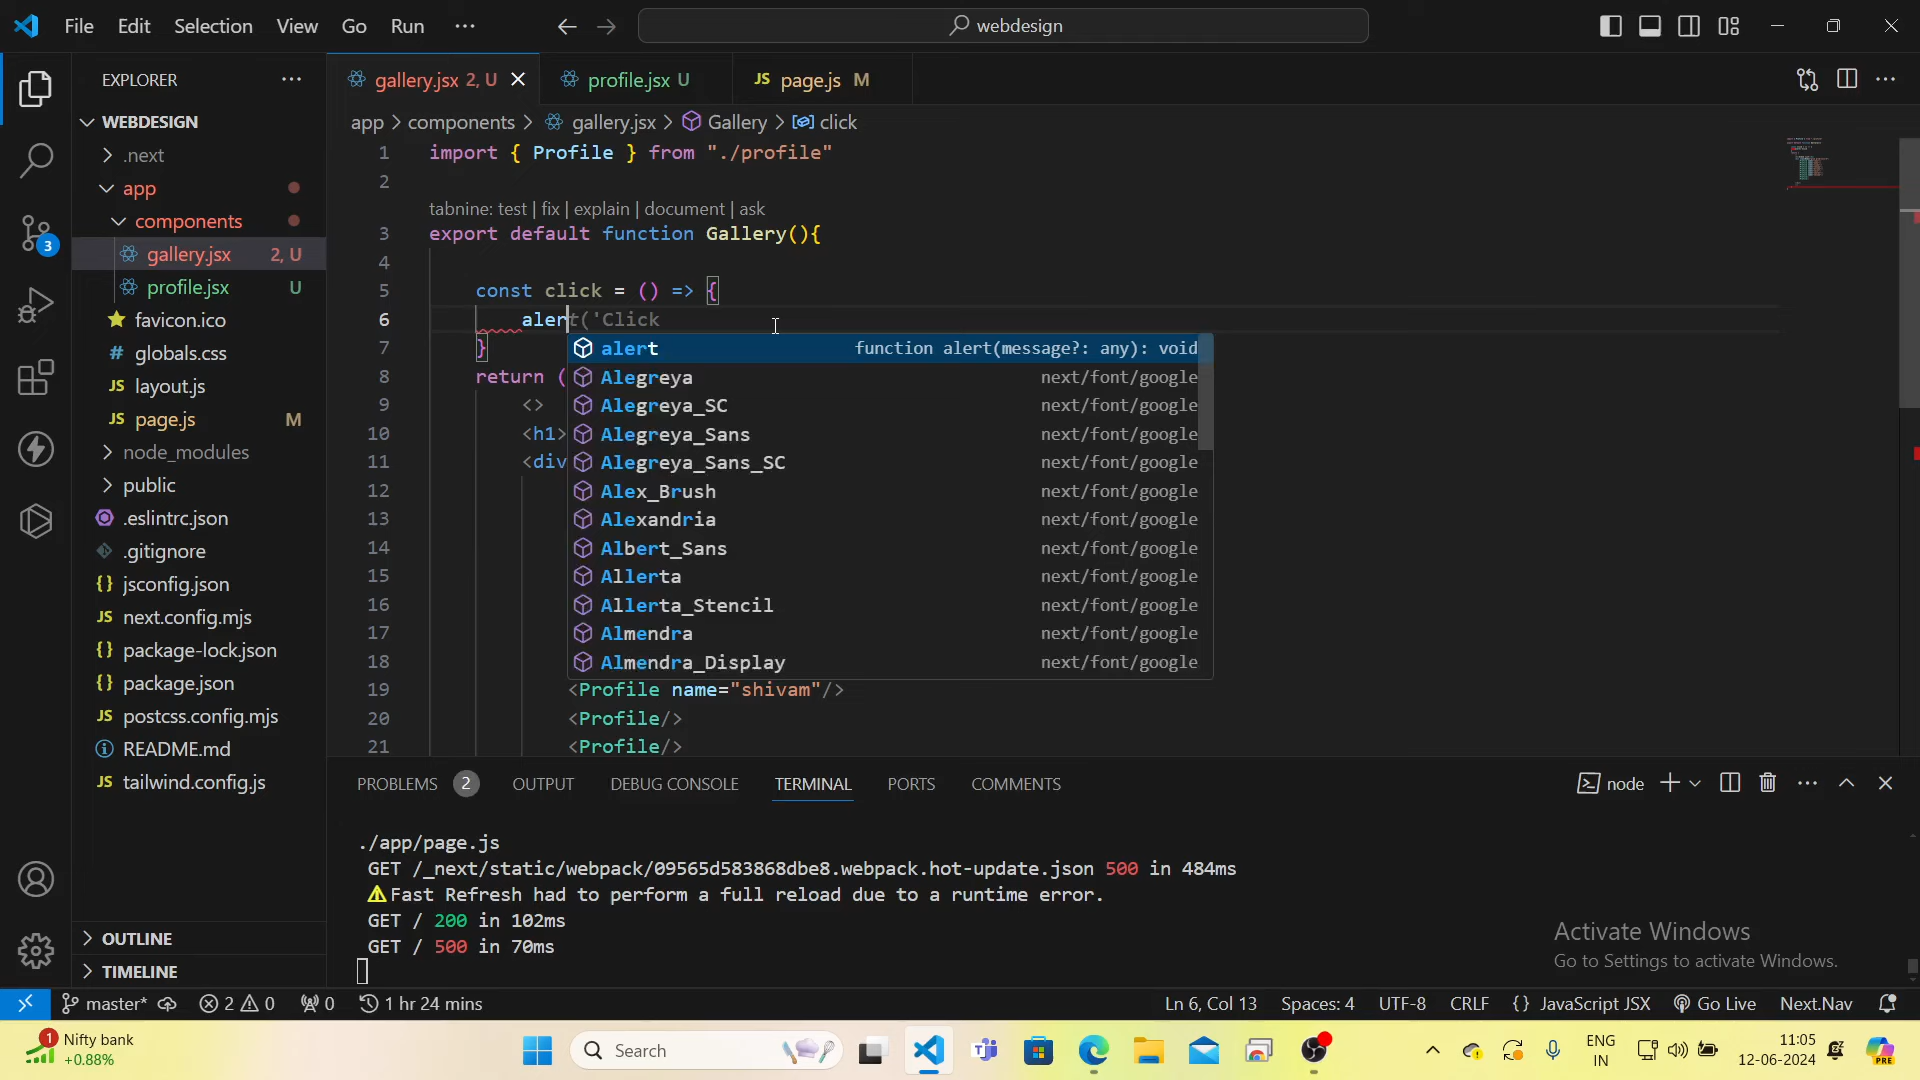 File Edit Selection View Go Run ··· webdesign
EXPLORER ···
gallery.jsx 2, U
profile.jsx U
JS page.js M
WEBDESIGN
.next
app
components
gallery.jsx 2, U
profile.jsx U
favicon.ico
# globals.css
JS layout.js
JS page.js M
node_modules
public
.eslintrc.json
.gitignore
{} jsconfig.json
JS next.config.mjs
{} package-lock.json
{} package.json
JS postcss.config.mjs
README.md
JS tailwind.config.js
OUTLINE
TIMELINE
3
app > components > gallery.jsx > Gallery > click
1 import { Profile } from "./profile"
2
tabnine: test | fix | explain | document | ask
3 export default function Gallery(){
4
5 const click = () => {
6 alert('Click
7 }
8 return (
9 <>
10 <h1>
11 <div
12
13
14
15
16
17
18
19 <Profile name="shivam"/>
20 <Profile/>
21 <Profile/>
alert function alert(message?: any): void
Alegreya next/font/google
Alegreya_SC next/font/google
Alegreya_Sans next/font/google
Alegreya_Sans_SC next/font/google
Alex_Brush next/font/google
Alexandria next/font/google
Albert_Sans next/font/google
Allerta next/font/google
Allerta_Stencil next/font/google
Almendra next/font/google
Almendra_Display next/font/google
PROBLEMS 2 OUTPUT DEBUG CONSOLE TERMINAL PORTS COMMENTS node
./app/page.js
GET /_next/static/webpack/09565d583868dbe8.webpack.hot-update.json 500 in 484ms
⚠Fast Refresh had to perform a full reload due to a runtime error.
GET / 200 in 102ms
GET / 500 in 70ms
Activate Windows
Go to Settings to activate Windows.
master* 2 0 0 1 hr 24 mins Ln 6, Col 13 Spaces: 4 UTF-8 CRLF {} JavaScript JSX Go Live Next.Nav
1 Nifty bank
+0.88%
Search
ENG
IN
11:05
12-06-2024
PRE